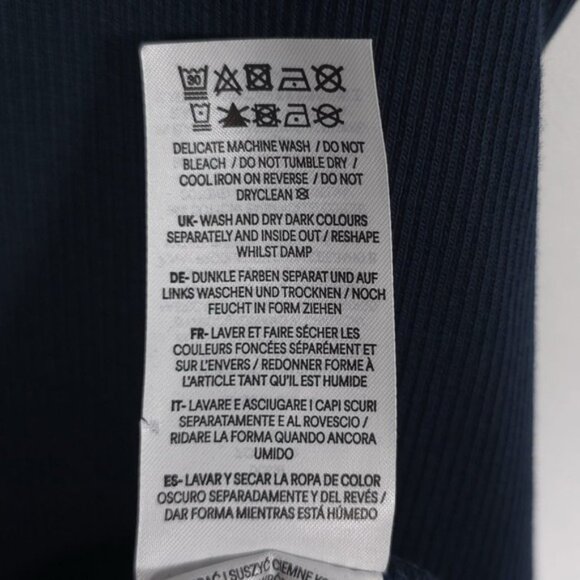 30
DELICATE MACHINE WASH / DO NOT
BLEACH / DO NOT TUMBLE DRY /
COOL IRON ON REVERSE / DO NOT
DRYCLEAN
UK- WASH AND DRY DARK COLOURS
SEPARATELY AND INSIDE OUT / RESHAPE
WHILST DAMP
DE- DUNKLE FARBEN SEPARAT UND AUF
LINKS WASCHEN UND TROCKNEN / NOCH
FEUCHT IN FORM ZIEHEN
FR- LAVER ET FAIRE SÉCHER LES
COULEURS FONCÉES SÉPARÉMENT ET
SUR L'ENVERS / REDONNER FORME À
L'ARTICLE TANT QU'IL EST HUMIDE
IT- LAVARE E ASCIUGARE I CAPI SCURI
SEPARATAMENTE E AL ROVESCIO /
RIDARE LA FORMA QUANDO ANCORA
UMIDO
ES- LAVAR Y SECAR LA ROPA DE COLOR
OSCURO SEPARADAMENTE Y DEL REVÉS /
DAR FORMA MIENTRAS ESTÁ HÚMEDO
I SUSZYĆ CIEMNE